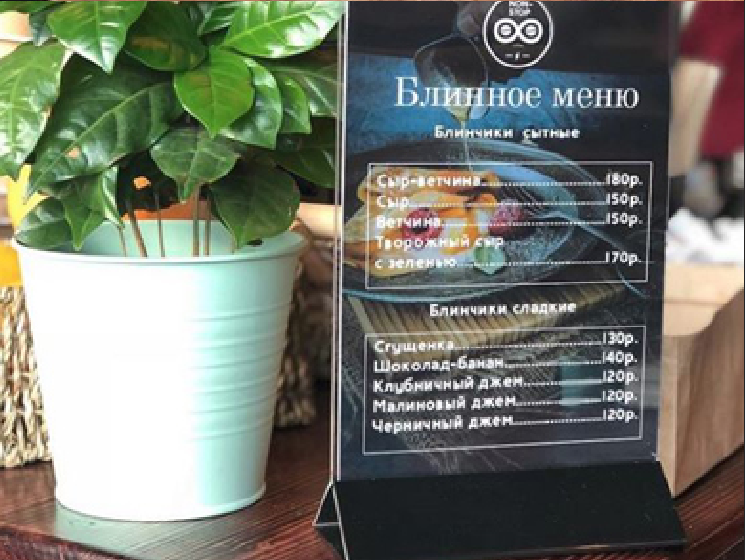 NON-
STOP
Блинное меню
Блинчики сытные
Сыр-ветчина 180р.
Сыр 150р.
Ветчина 150р.
Творожный сыр
с зеленью 170р.
Блинчики сладкие
Сгущенка 130р.
Шоколад-банан 140р.
Клубничный джем 120р.
Малиновый джем 120р.
Черничный джем 120р.